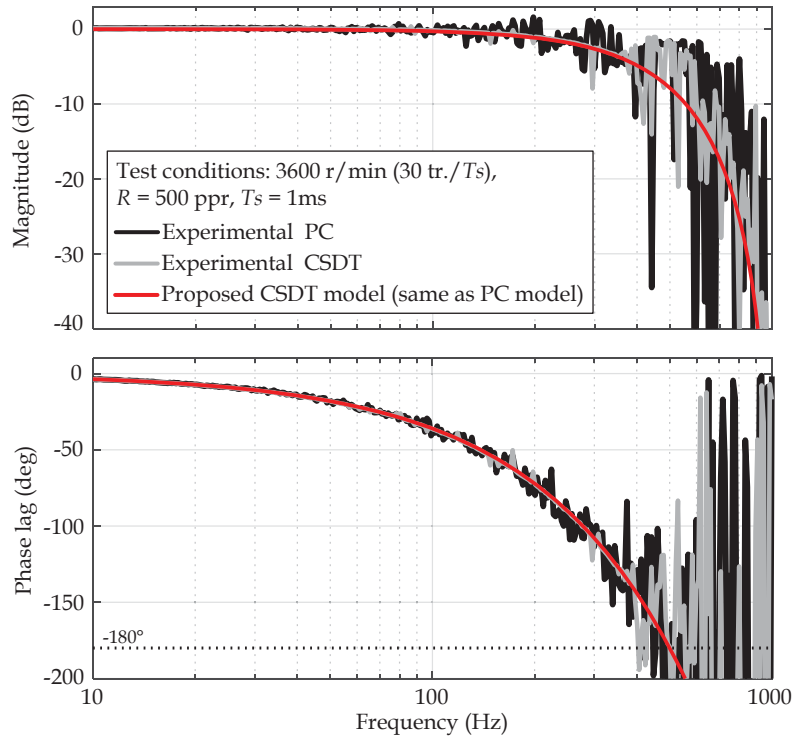 0
-10
-20
-30
-40
Magnitude (dB)
Test conditions: 3600 r/min (30 tr./Ts),
R = 500 ppr, Ts = 1ms
Experimental PC
Experimental CSDT
Proposed CSDT model (same as PC model)
0
-50
-100
-150
-200
Phase lag (deg)
-180°
10
100
1000
Frequency (Hz)